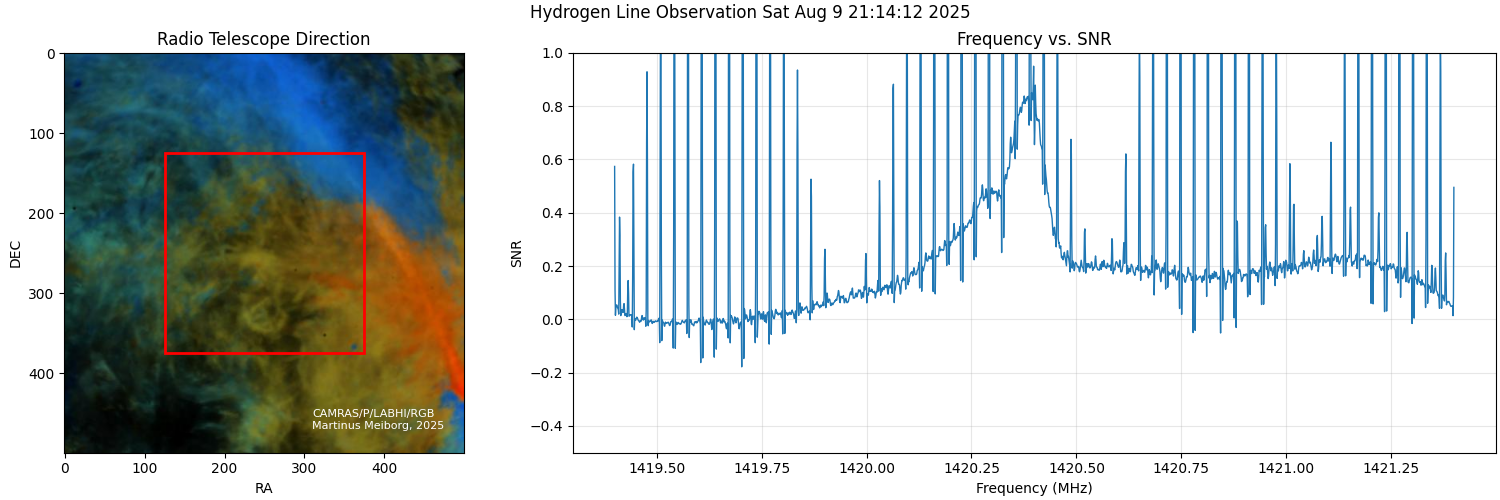 Hydrogen Line Observation Sat Aug 9 21:14:12 2025
Radio Telescope Direction
0
100
200
300
400
DEC
CAMRAS/P/LABHI/RGB
Martinus Meiborg, 2025
0 100 200 300 400
RA
Frequency vs. SNR
1.0
0.8
0.6
0.4
0.2
0.0
−0.2
−0.4
SNR
1419.50 1419.75 1420.00 1420.25 1420.50 1420.75 1421.00 1421.25
Frequency (MHz)